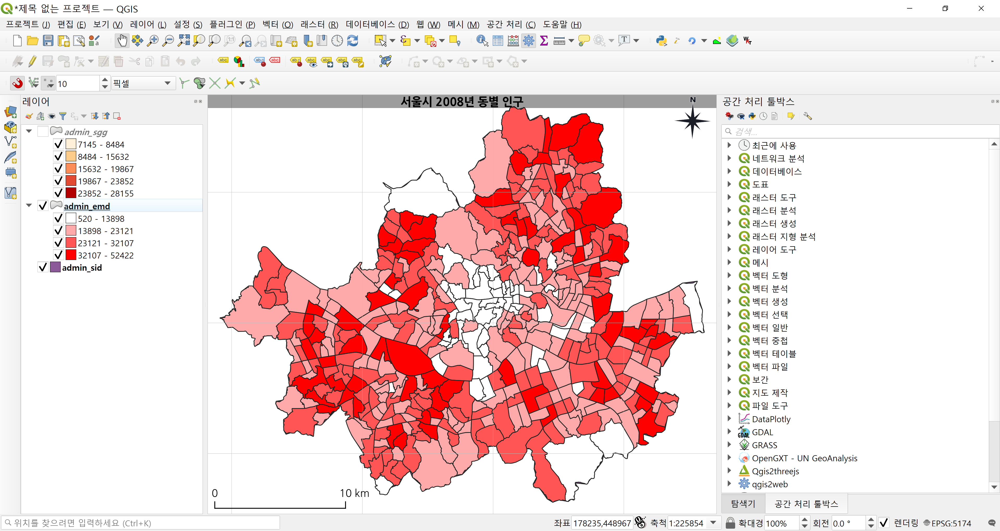 *제목 없는 프로젝트 — QGIS
프로젝트 (J) 편집 (E) 보기 (V) 레이어 (L) 설정 (S) 플러그인 (P) 벡터 (O) 래스터 (R) 데이터베이스 (D) 웹 (W) 메시 (M) 공간 처리 (C) 도움말 (H)
10 픽셀
레이어
admin_sgg
7145 - 8484
8484 - 15632
15632 - 19867
19867 - 23852
23852 - 28155
admin_emd
520 - 13898
13898 - 23121
23121 - 32107
32107 - 52422
admin_sid
서울시 2008년 동별 인구
N
0 10 km
공간 처리 툴박스
검색...
최근에 사용
네트워크 분석
데이터베이스
도표
래스터 도구
래스터 분석
래스터 생성
래스터 지형 분석
레이어 도구
메시
벡터 도형
벡터 분석
벡터 생성
벡터 선택
벡터 일반
벡터 중첩
벡터 테이블
벡터 파일
보간
지도 제작
파일 도구
DataPlotly
GDAL
GRASS
OpenGXT - UN GeoAnalysis
Qgis2threejs
qgis2web
탐색기 공간 처리 툴박스
위치를 찾으려면 입력하세요 (Ctrl+K)
좌표 178235,448967 축척 1:225854 확대경 100% 회전 0.0 ° 렌더링 EPSG:5174